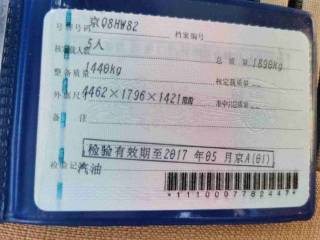 号牌号码 京Q8HW82 档案编号
核定载人数 5人 总质量 1890kg
整备质量 1440kg 核定载质量 --
外廓尺寸 4462×1796×1421mm 准牵引总质量 --
备注
检验有效期至2017年05月京A(01)
检验记录 汽油
*1110097782447*